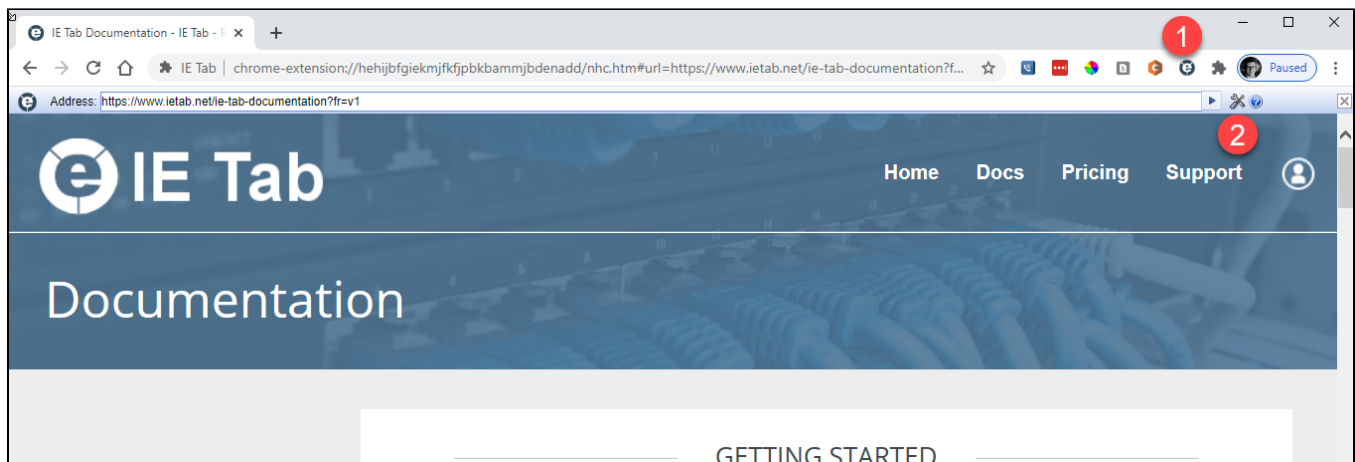 IE Tab Documentation - IE Tab -
1
IE Tab | chrome-extension://hehijbfgiekmjfkfjpbkbammjbdenadd/nhc.htm#url=https://www.ietab.net/ie-tab-documentation?f...
Paused
Address: https://www.ietab.net/ie-tab-documentation?fr=v1
2
IE Tab
Home Docs Pricing Support
Documentation
GETTING STARTED